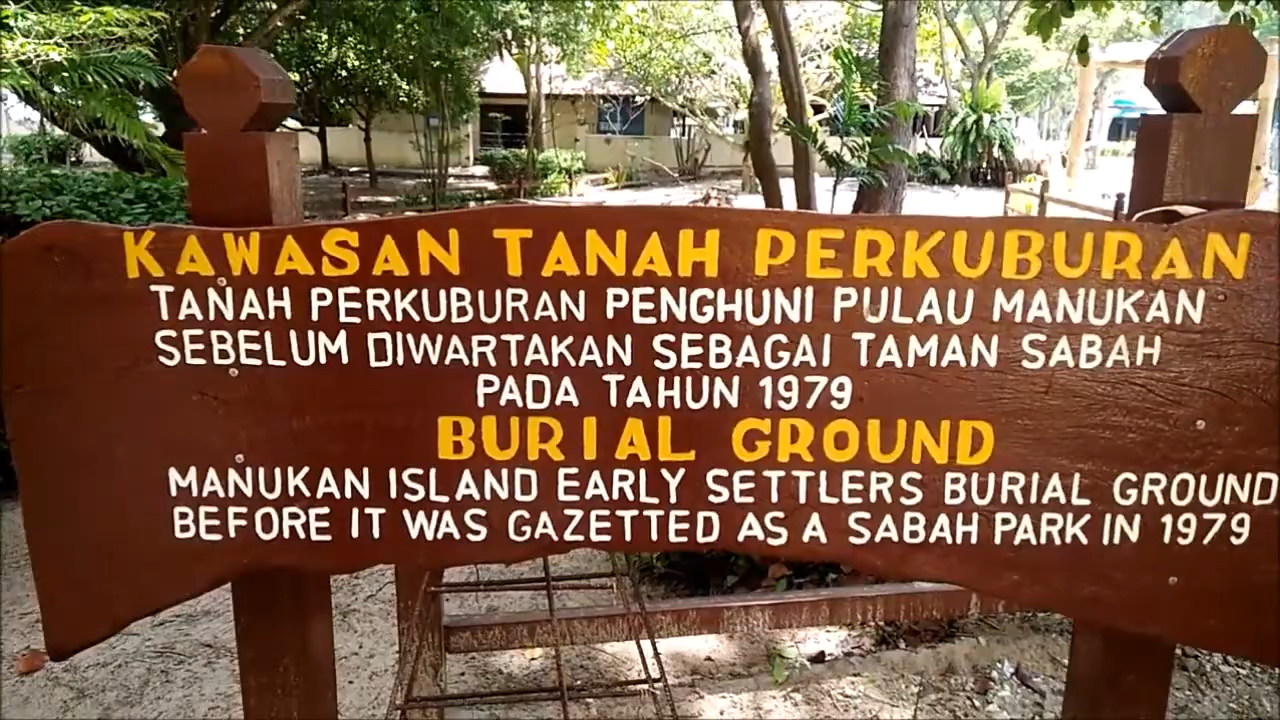 KAWASAN TANAH PERKUBURAN
TANAH PERKUBURAN PENGHUNI PULAU MANUKAN
SEBELUM DIWARTAKAN SEBAGAI TAMAN SABAH
PADA TAHUN 1979
BURIAL GROUND
MANUKAN ISLAND EARLY SETTLERS BURIAL GROUND
BEFORE IT WAS GAZETTED AS A SABAH PARK IN 1979